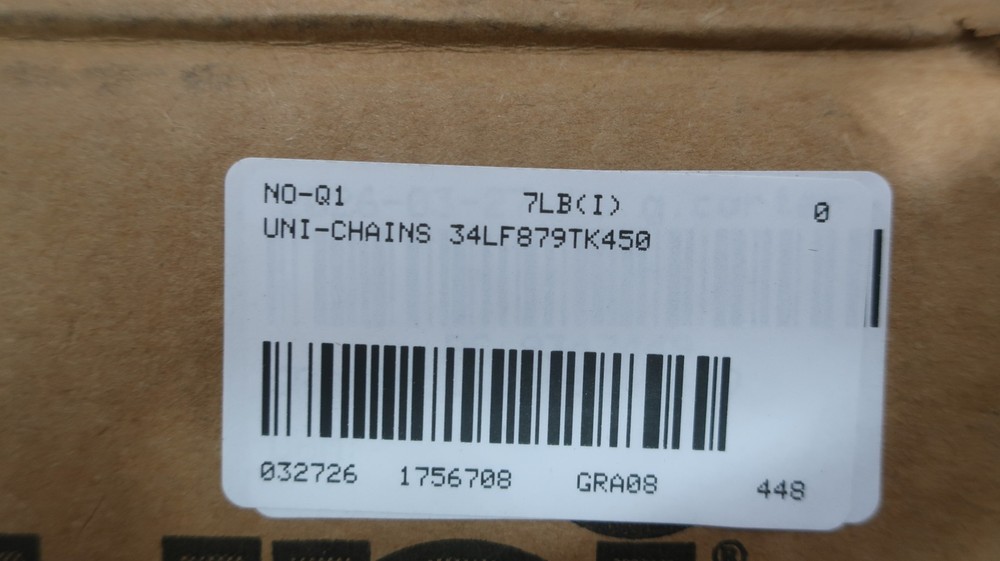 NO-Q1 7LB(I) 0
UNI-CHAINS 34LF879TK450
032726 1756708 GRA08 448
®